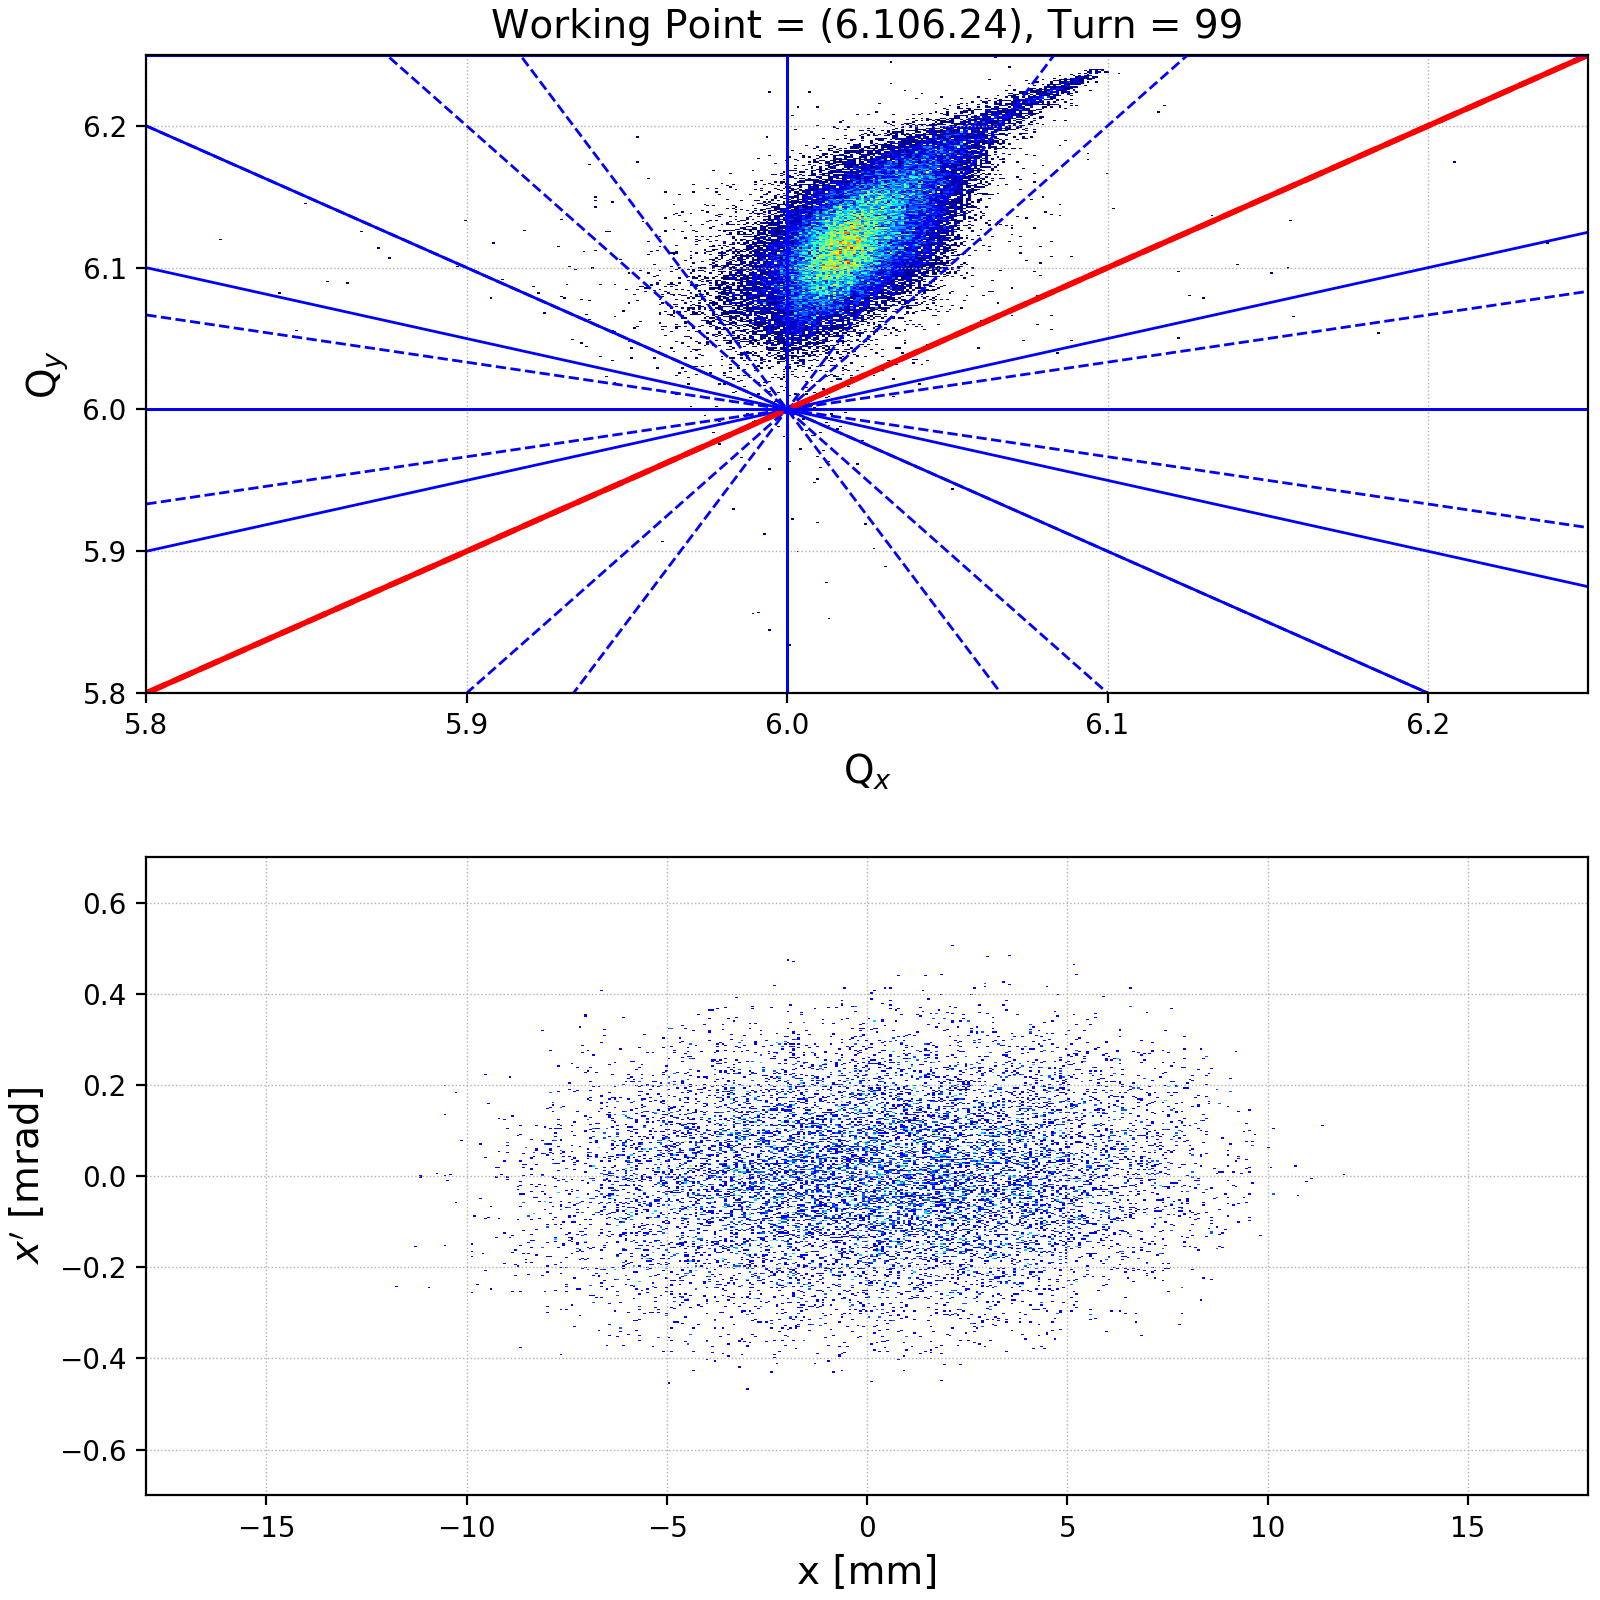 Working Point = (6.106.24), Turn = 99
6.2
6.1
6.0
5.9
5.8
Qy
5.8 5.9 6.0 6.1 6.2
Qx
0.6
0.4
0.2
0.0
−0.2
−0.4
−0.6
x′ [mrad]
−15 −10 −5 0 5 10 15
x [mm]